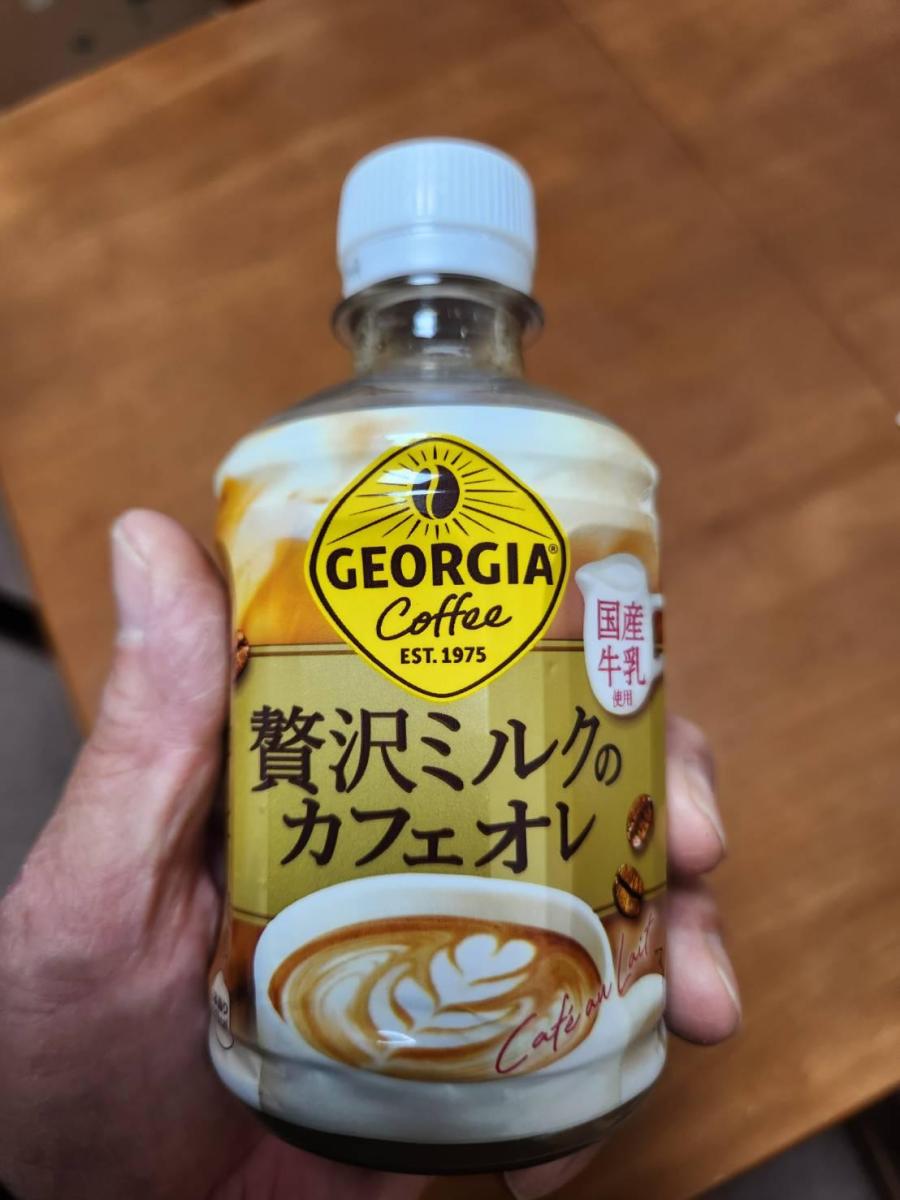 GEORGIA®
Coffee
EST. 1975
国産
牛乳
使用
贅沢ミルクの
カフェオレ
Café au Lait